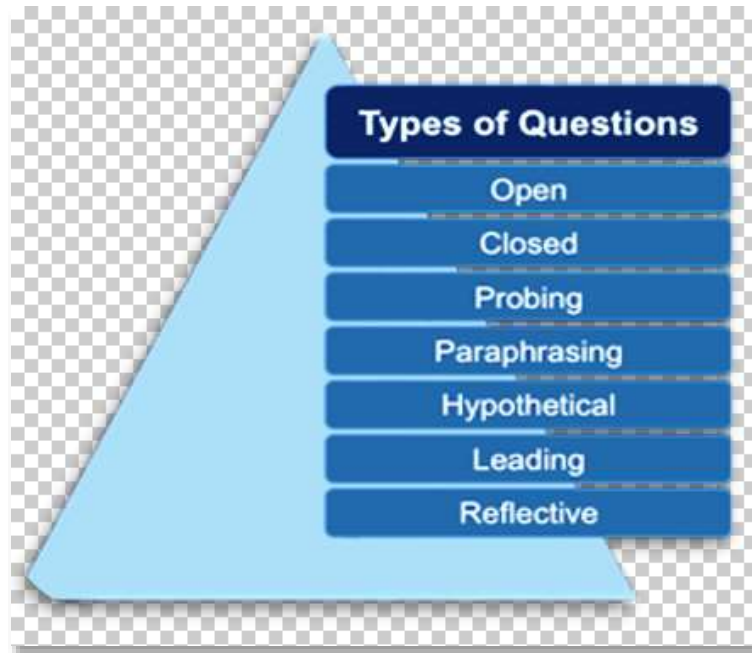 Types of Questions
Open
Closed
Probing
Paraphrasing
Hypothetical
Leading
Reflective